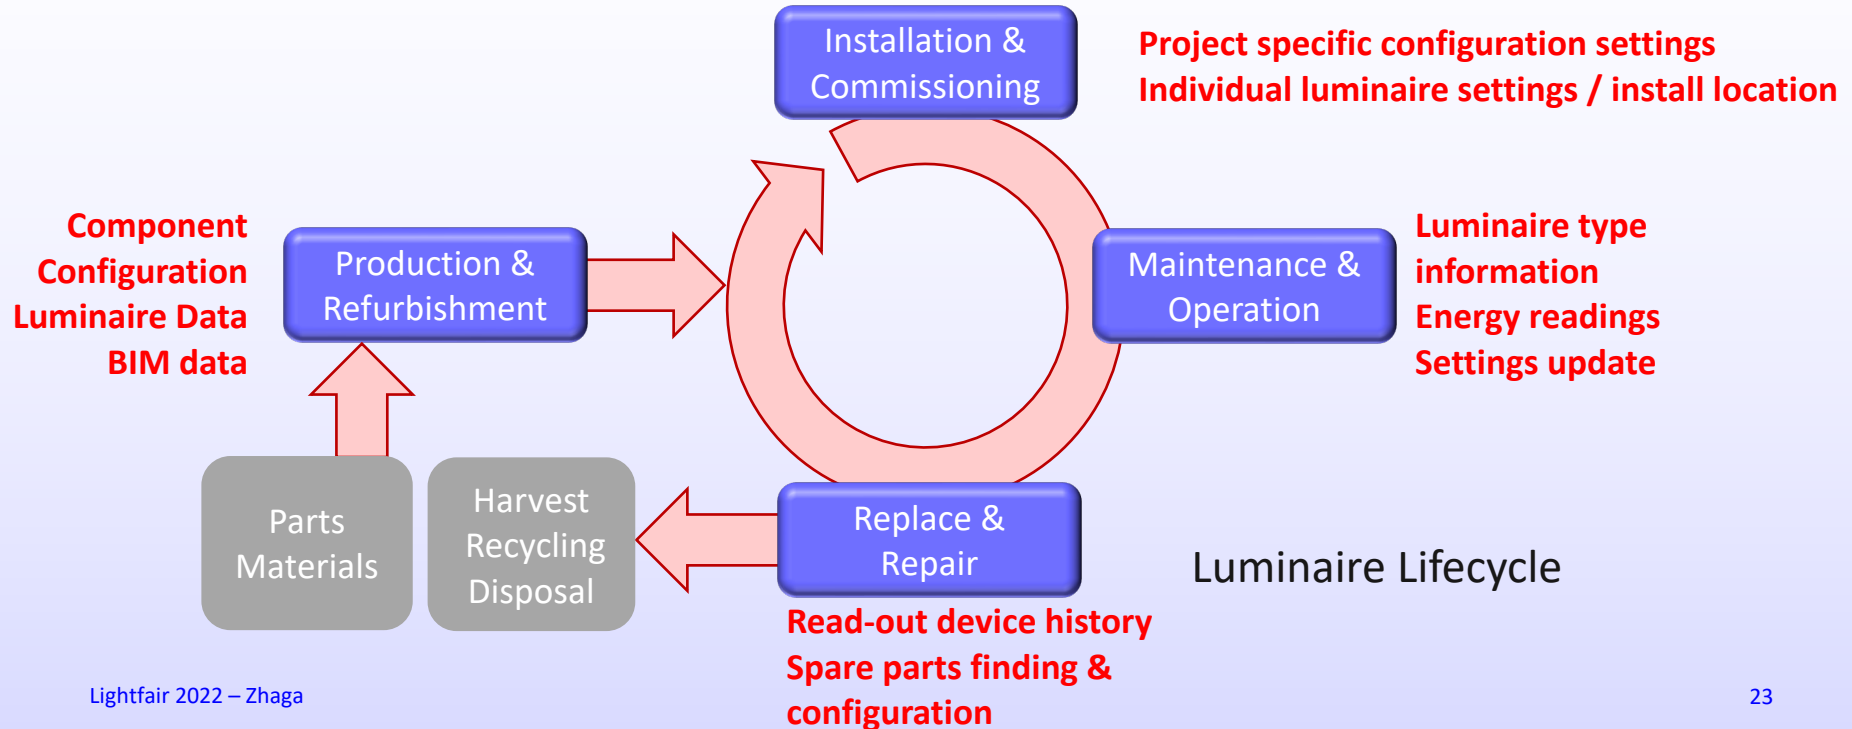 Installation &
Commissioning
Project specific configuration settings
Individual luminaire settings / install location
Component
Configuration
Luminaire Data
BIM data
Production &
Refurbishment
Maintenance &
Operation
Luminaire type
information
Energy readings
Settings update
Parts
Materials
Harvest
Recycling
Disposal
Replace &
Repair
Luminaire Lifecycle
Read-out device history
Spare parts finding &
configuration
Lightfair 2022 – Zhaga
23